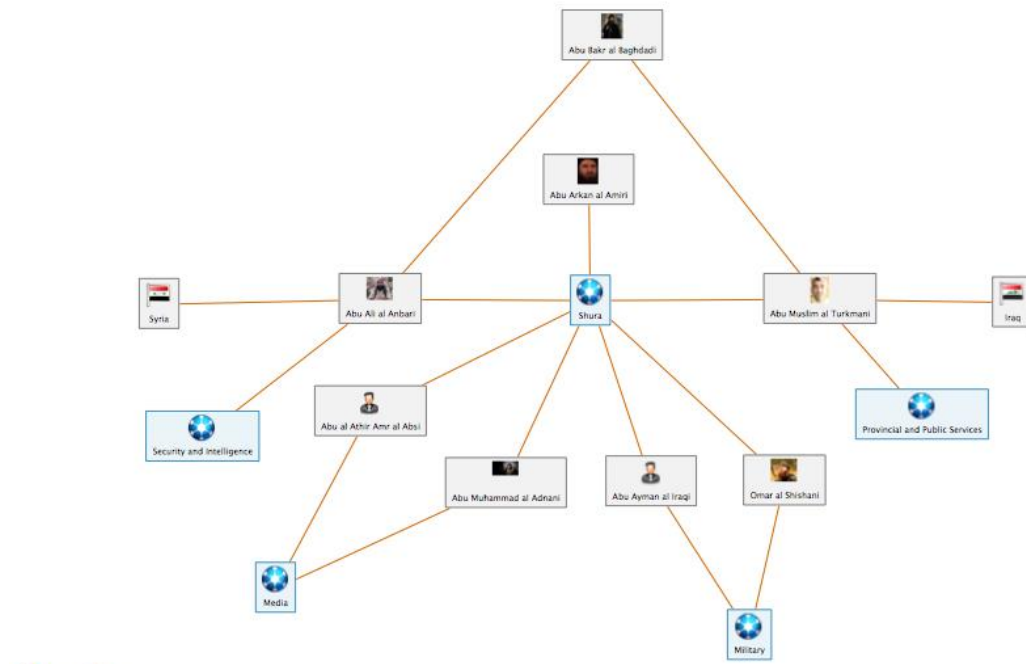 Abu Bakr al Baghdadi
Abu Arkan al Amiri
Syria
Abu Ali al Anbari
Shura
Abu Muslim al Turkmani
Iraq
Security and Intelligence
Abu al Athir Amr al Absi
Provincial and Public Services
Abu Muhammad al Adnani
Abu Ayman al Iraqi
Omar al Shishani
Media
Military